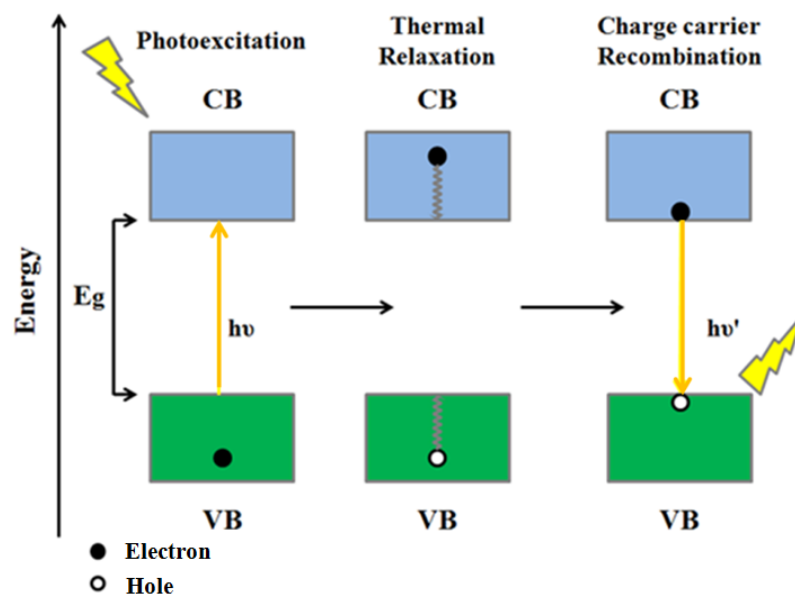 Photoexcitation
Thermal
Relaxation
Charge carrier
Recombination
CB
CB
CB
Energy
Eg
hυ
hυ'
VB
VB
VB
Electron
Hole